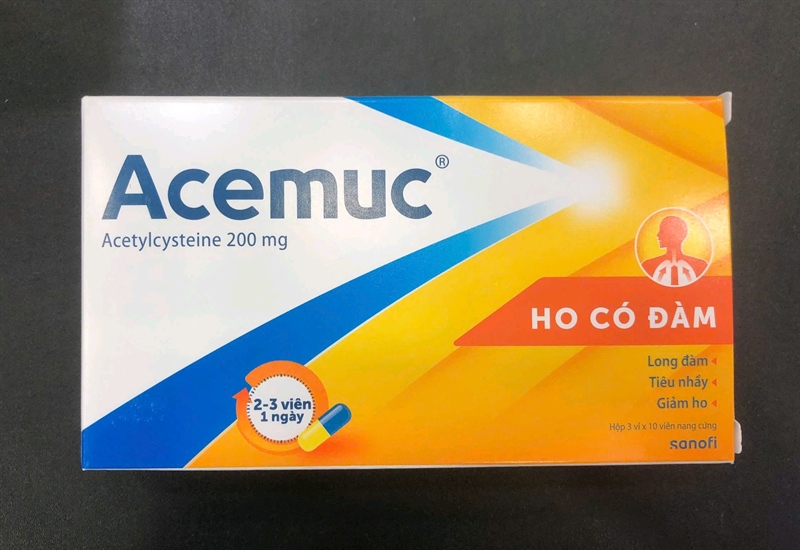 Acemuc®
Acetylcysteine 200 mg
HO CÓ ĐÀM
Long đàm
Tiêu nhầy
Giảm ho
2-3 viên
1 ngày
Hộp 3 vỉ x 10 viên nang cứng
sanofi